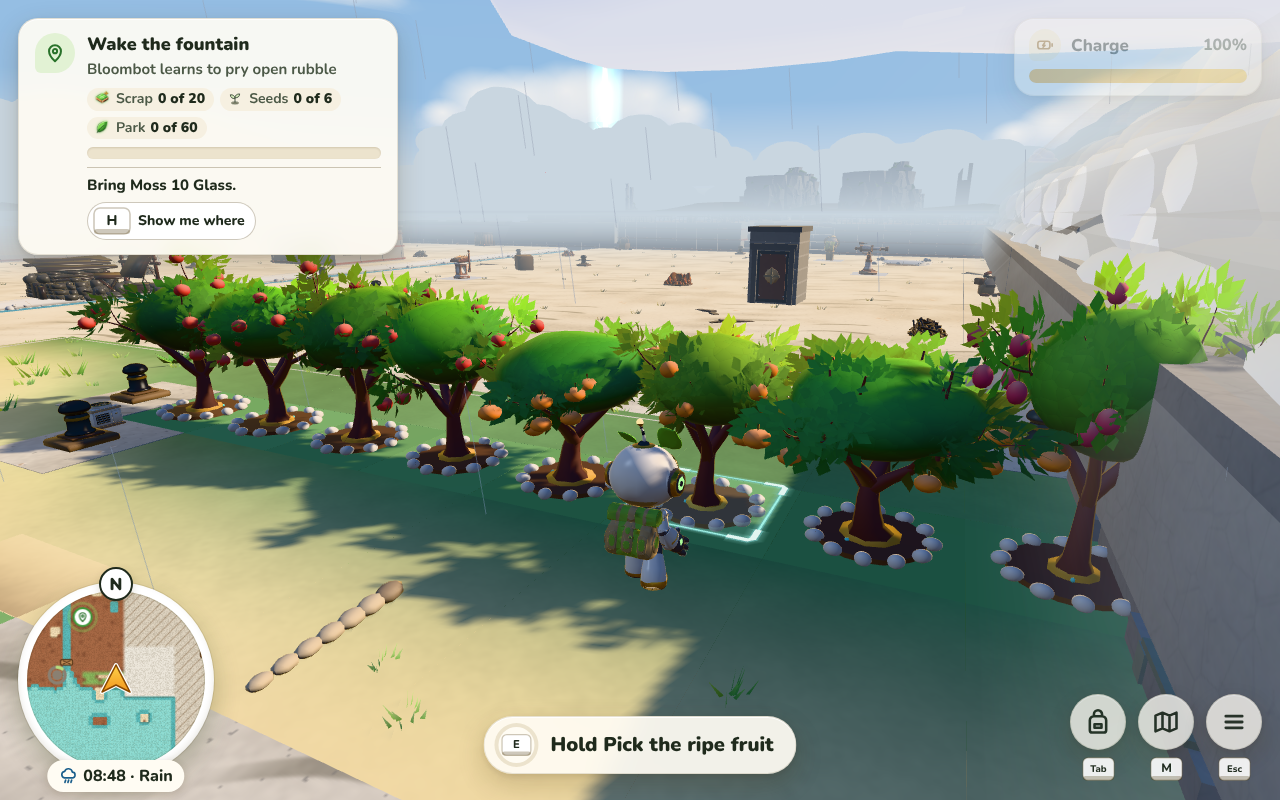 Wake the fountain
Bloombot learns to pry open rubble
Scrap 0 of 20 Seeds 0 of 6
Park 0 of 60
Bring Moss 10 Glass.
H Show me where
Charge 100%
N
08:48 · Rain
E Hold Pick the ripe fruit
Tab M Esc